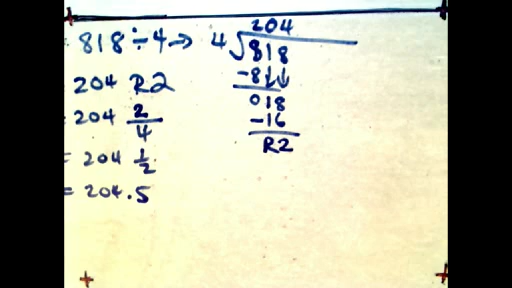 = 818 ÷ 4 →
204 R2
= 204 2/4
= 204 1/2
= 204.5
204
4 √818
-8↓↓
018
-16
R2